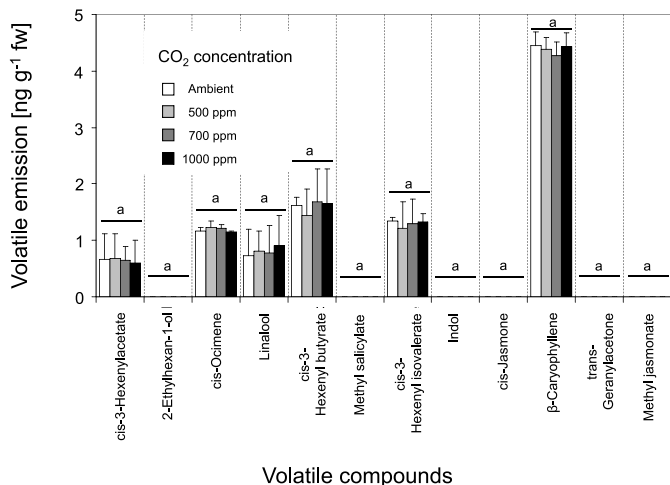 5
4
3
2
1
0
Volatile emission [ng g⁻¹ fw]
CO₂ concentration
Ambient
500 ppm
700 ppm
1000 ppm
a
a
a
a
a
a
a
a
a
a
a
a
cis-3-Hexenylacetate
2-Ethylhexan-1-ol
cis-Ocimene
Linalool
cis-3-
Hexenyl butyrate
Methyl salicylate
cis-3-
Hexenyl isovalerate
Indol
cis-Jasmone
β-Caryophyllene
trans-
Geranylacetone
Methyl jasmonate
Volatile compounds